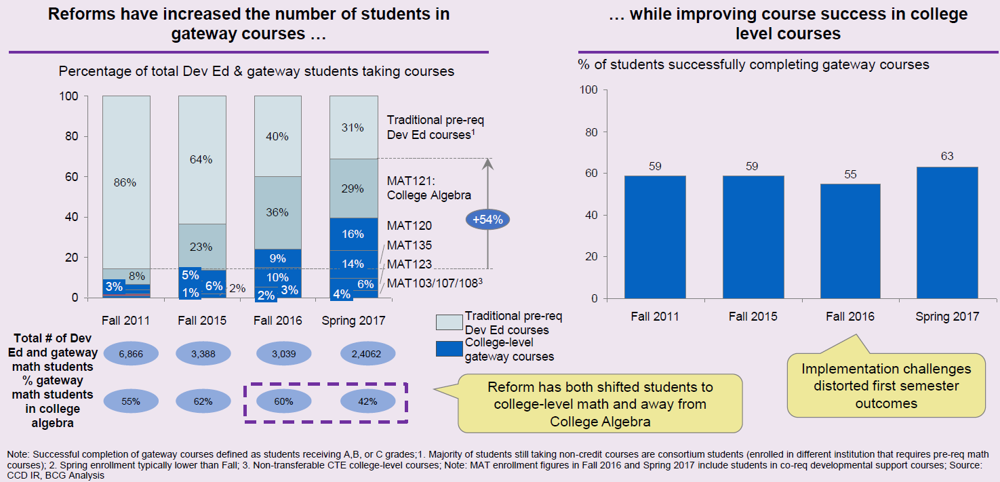 Reforms have increased the number of students in
gateway courses …
Percentage of total Dev Ed & gateway students taking courses
100
80
60
40
20
0
86%
8%
3%
64%
23%
5%
6%
1%
2%
40%
36%
9%
10%
3%
2%
31%
29%
16%
14%
6%
4%
Traditional pre-req
Dev Ed courses1
MAT121:
College Algebra
+54%
MAT120
MAT135
MAT123
MAT103/107/1083
Fall 2011
Fall 2015
Fall 2016
Spring 2017
Traditional pre-req
Dev Ed courses
College-level
gateway courses
Total # of Dev
Ed and gateway
math students
6,866
3,388
3,039
2,4062
% gateway
math students
in college
algebra
55%
62%
60%
42%
Reform has both shifted students to
college-level math and away from
College Algebra
… while improving course success in college
level courses
% of students successfully completing gateway courses
100
80
60
40
20
0
59
59
55
63
Fall 2011
Fall 2015
Fall 2016
Spring 2017
Implementation challenges
distorted first semester
outcomes
Note: Successful completion of gateway courses defined as students receiving A,B, or C grades;1. Majority of students still taking non-credit courses are consortium students (enrolled in different institution that requires pre-req math
courses); 2. Spring enrollment typically lower than Fall; 3. Non-transferable CTE college-level courses; Note: MAT enrollment figures in Fall 2016 and Spring 2017 include students in co-req developmental support courses; Source:
CCD IR, BCG Analysis